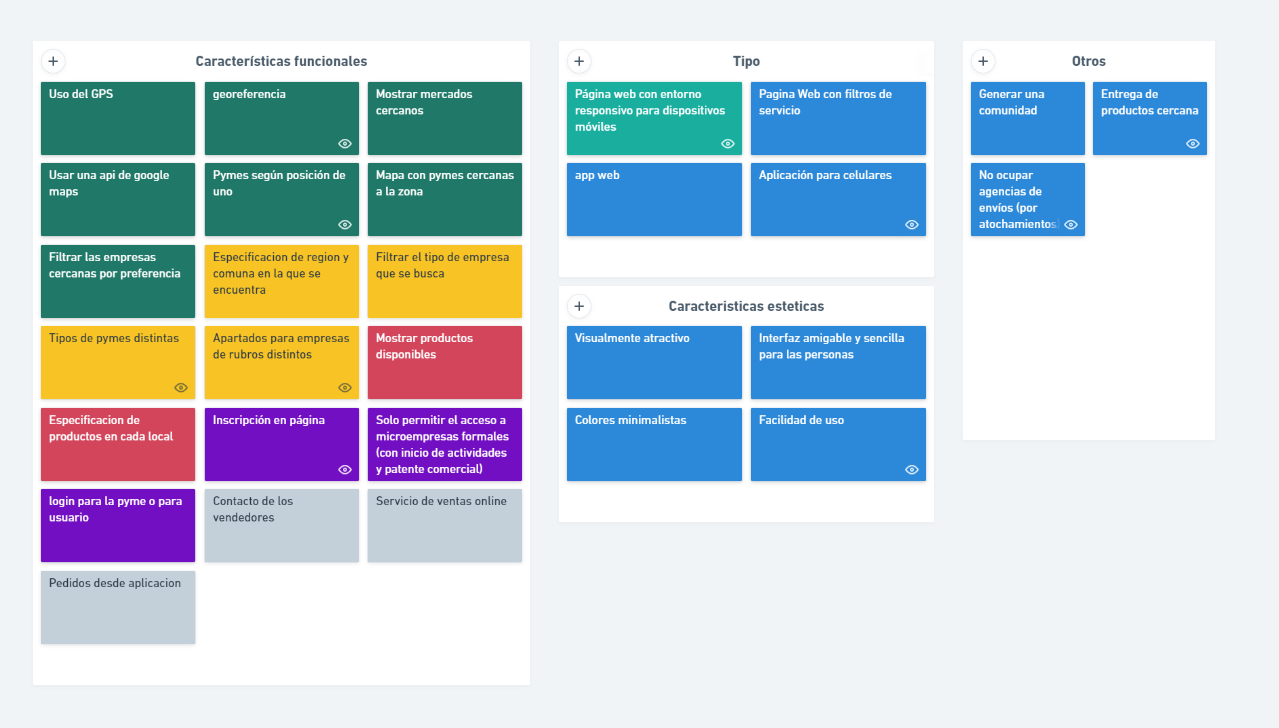 Características funcionales
Uso del GPS
georeferencia
Mostrar mercados
cercanos
Usar una api de google
maps
Pymes según posición de
uno
Mapa con pymes cercanas
a la zona
Filtrar las empresas
cercanas por preferencia
Especificacion de region y
comuna en la que se
encuentra
Filtrar el tipo de empresa
que se busca
Tipos de pymes distintas
Apartados para empresas
de rubros distintos
Mostrar productos
disponibles
Especificacion de
productos en cada local
Inscripción en página
Solo permitir el acceso a
microempresas formales
(con inicio de actividades
y patente comercial)
login para la pyme o para
usuario
Contacto de los
vendedores
Servicio de ventas online
Pedidos desde aplicacion
Tipo
Página web con entorno
responsivo para dispositivos
móviles
Pagina Web con filtros de
servicio
app web
Aplicación para celulares
Caracteristicas esteticas
Visualmente atractivo
Interfaz amigable y sencilla
para las personas
Colores minimalistas
Facilidad de uso
Otros
Generar una
comunidad
Entrega de
productos cercana
No ocupar
agencias de
envíos (por
atochamientos)